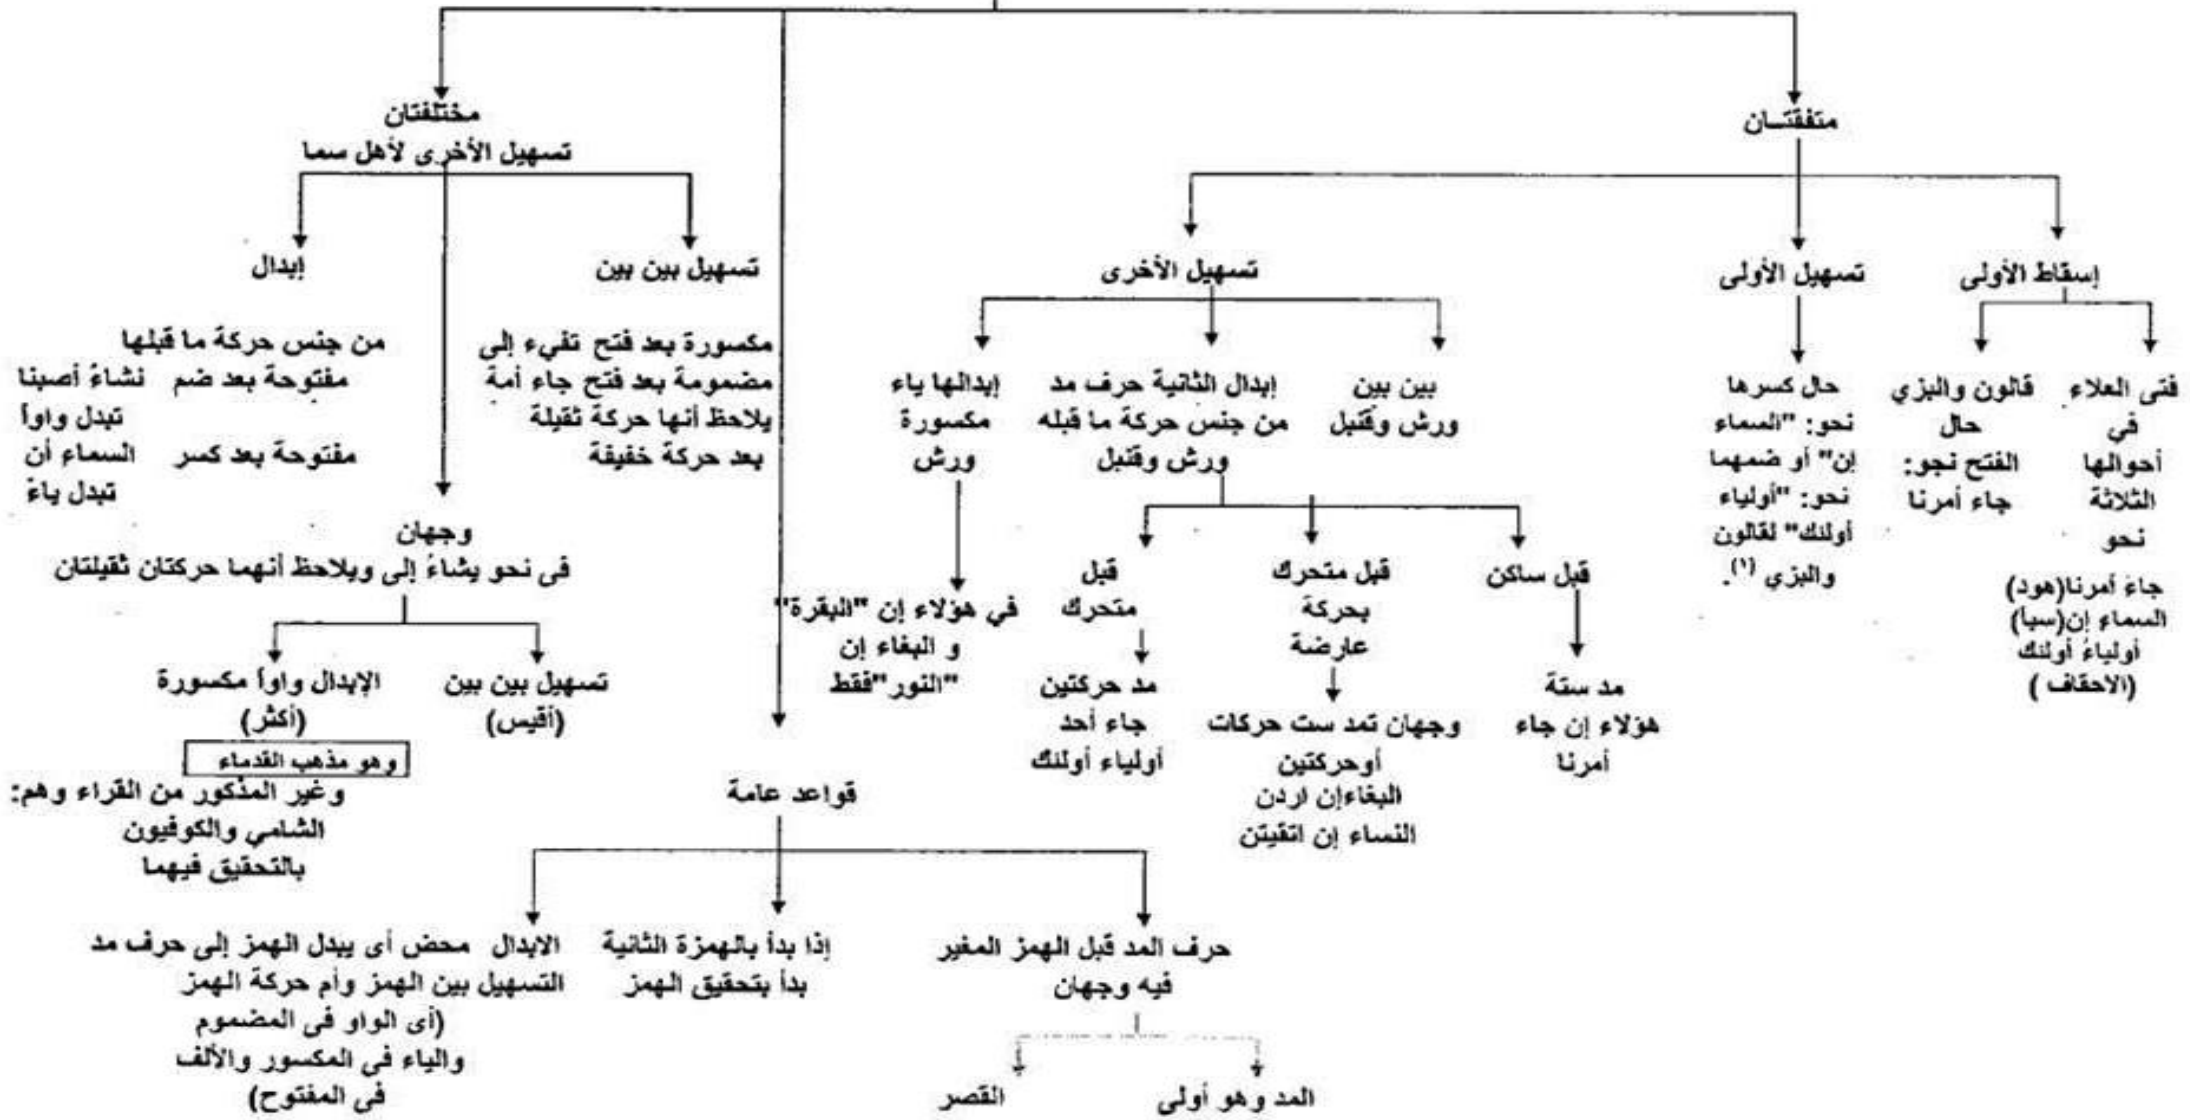 متفقتـان
إسقاط الأولى
فتى العلاء
في
أحوالها
الثلاثة
نحو
جاءَ أمرنا(هود)
السماءِ إن(سبأ)
أولياءُ أولئك
(الاحقاف )
قالون والبزي
حال
الفتح نحو:
جاء أمرنا
تسهيل الأولى
حال كسرها
نحو: "السماء
إن" أو ضمهما
نحو: "أولياء
أولئك" لقالون
والبزي (١).
تسهيل الأخرى
بين بين
ورش وقنبل
إبدال الثانية حرف مد
من جنس حركة ما قبله
ورش وقنبل
قبل ساكن
مد ستة
هؤلاء إن جاء
أمرنا
قبل متحرك
بحركة
عارضة
وجهان تمد ست حركات
أوحركتين
البغاءإن اردن
النساء إن اتقيتن
قبل
متحرك
مد حركتين
جاء أحد
أولياء أولئك
إبدالها ياء
مكسورة
ورش
في هؤلاء إن "البقرة"
و البغاء إن
"النور"فقط
مختلفتان
تسهيل الأخرى لأهل سما
تسهيل بين بين
مكسورة بعد فتح تفيء إلى
مضمومة بعد فتح جاء أمة
يلاحظ أنها حركة ثقيلة
بعد حركة خفيفة
إبدال
من جنس حركة ما قبلها
مفتوحة بعد ضم نشاءُ أصبنا
تبدل واواً
مفتوحة بعد كسر السماء أن
تبدل ياءً
وجهان
فى نحو يشاءُ إلى ويلاحظ أنهما حركتان ثقيلتان
تسهيل بين بين
(أقيس)
الإبدال واواً مكسورة
(أكثر)
وهو مذهب القدماء
وغير المذكور من القراء وهم:
الشامي والكوفيون
بالتحقيق فيهما
قواعد عامة
حرف المد قبل الهمز المغير
فيه وجهان
المد وهو أولى
القصر
إذا بدأ بالهمزة الثانية
بدأ بتحقيق الهمز
الابدال محض أى يبدل الهمز إلى حرف مد
التسهيل بين الهمز وأم حركة الهمز
(أى الواو فى المضموم
والياء فى المكسور والألف
فى المفتوح)